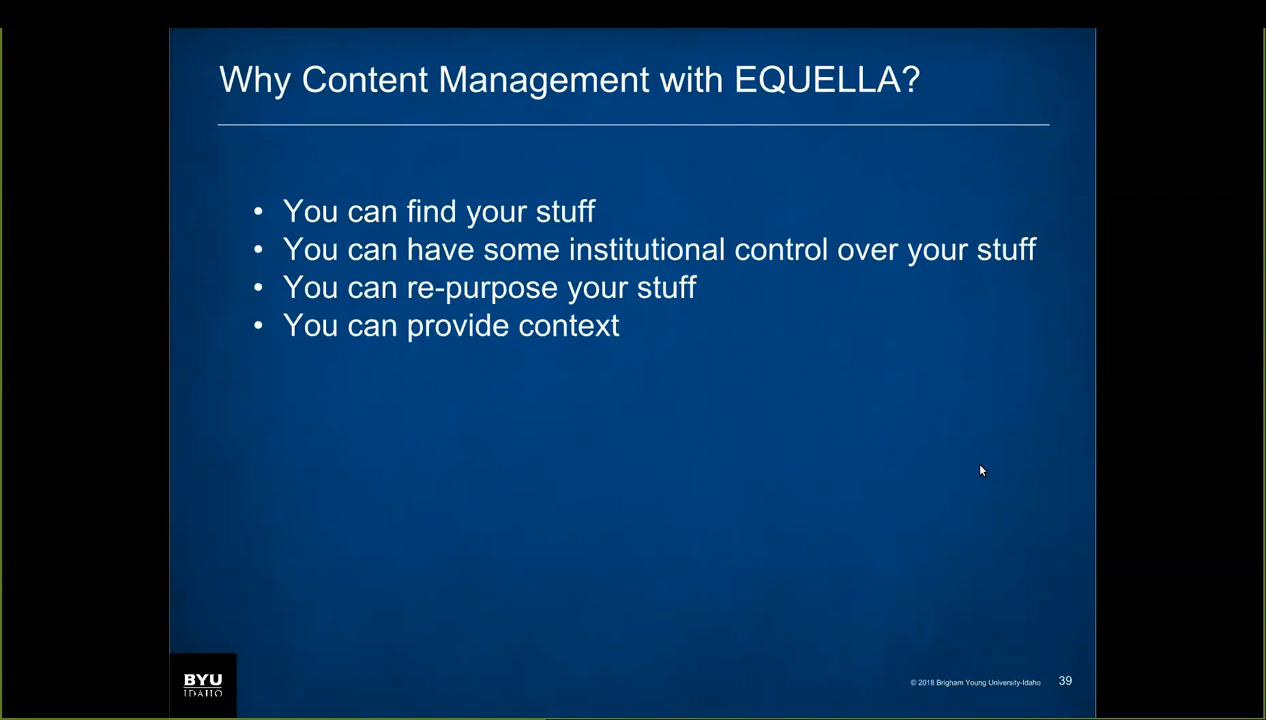 Why Content Management with EQUELLA?
• You can find your stuff
• You can have some institutional control over your stuff
• You can re-purpose your stuff
• You can provide context
BYU
IDAHO
© 2018 Brigham Young University-Idaho 39